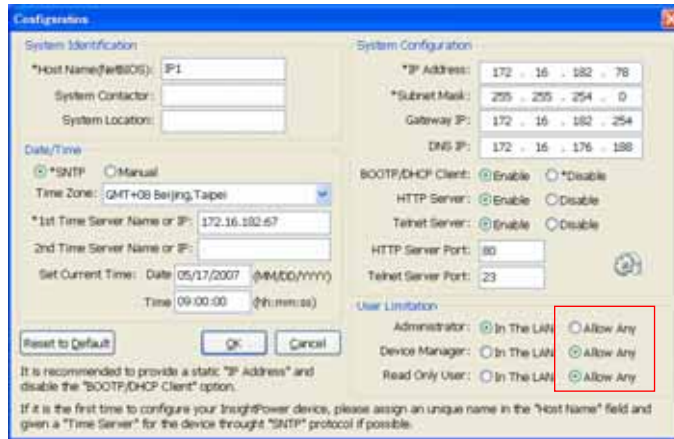 Configuration
System Identification
*Host Name(NetBIOS): IP1
System Contactor:
System Location:
Date/Time
*SNTP Manual
Time Zone: GMT+08 Beijing,Taipei
*1st Time Server Name or IP: 172.16.182.67
2nd Time Server Name or IP:
Set Current Time: Date 05/17/2007 (MM/DD/YYYY)
Time 09:00:00 (hh:mm:ss)
Reset to Default OK Cancel
It is recommended to provide a static "IP Address" and
disable the "BOOTP/DHCP Client" option.
System Configuration
*IP Address: 172 . 16 . 182 . 78
*Subnet Mask: 255 . 255 . 254 . 0
Gateway IP: 172 . 16 . 182 . 254
DNS IP: 172 . 16 . 176 . 188
BOOTP/DHCP Client: Enable *Disable
HTTP Server: Enable Disable
Telnet Server: Enable Disable
HTTP Server Port: 80
Telnet Server Port: 23
User Limitation
Administrator: In The LAN Allow Any
Device Manager: In The LAN Allow Any
Read Only User: In The LAN Allow Any
If it is the first time to configure your InsightPower device, please assign an unique name in the "Host Name" field and
given a "Time Server" for the device throught "SNTP" protocol if possible.